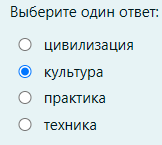 Выберите один ответ:
цивилизация
культура
практика
техника